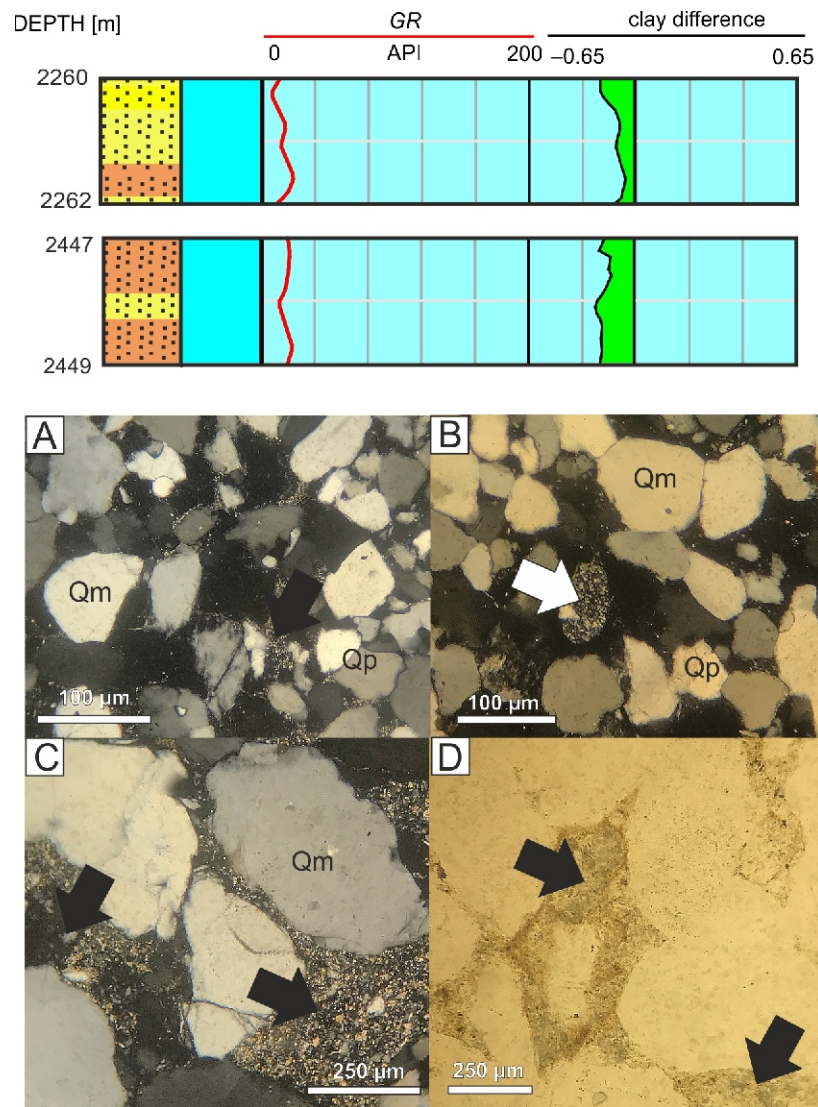 DEPTH [m] GR clay difference
0 API 200 –0.65 0.65
2260
2262
2447
2449
A B
Qm Qm
Qp Qp
100 µm 100 µm
C D
Qm
250 µm 250 µm